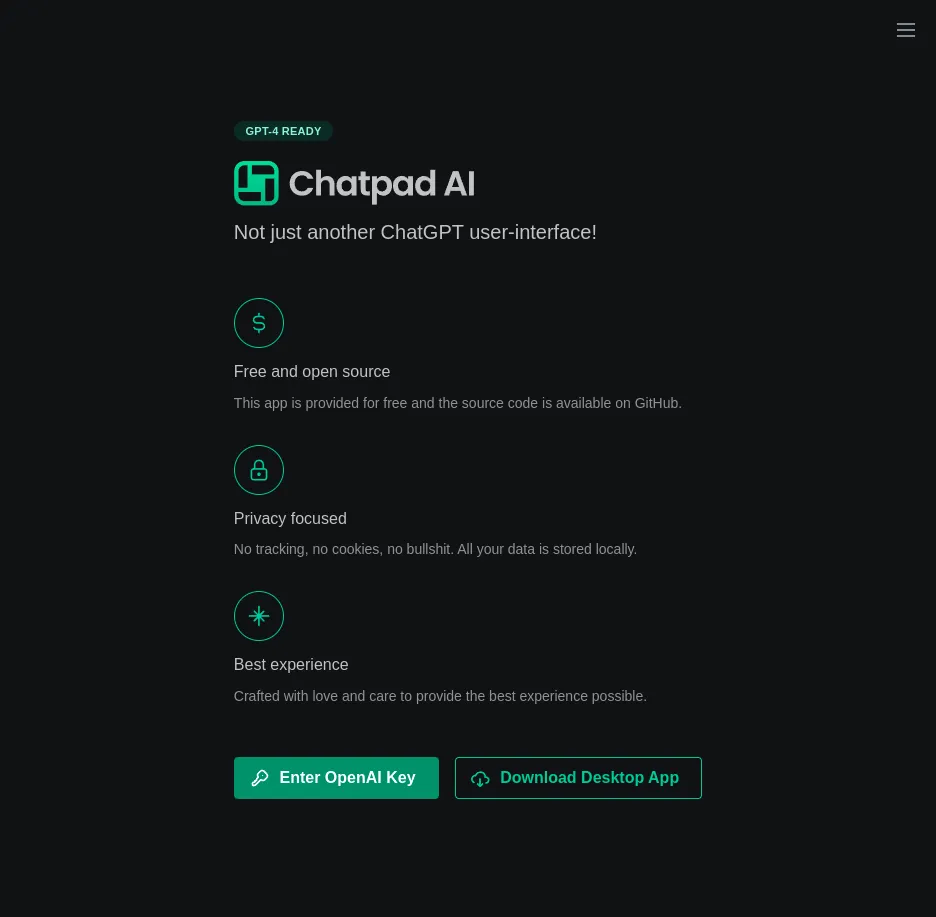 GPT-4 READY
Chatpad AI
Not just another ChatGPT user-interface!
Free and open source
This app is provided for free and the source code is available on GitHub.
Privacy focused
No tracking, no cookies, no bullshit. All your data is stored locally.
Best experience
Crafted with love and care to provide the best experience possible.
Enter OpenAI Key
Download Desktop App